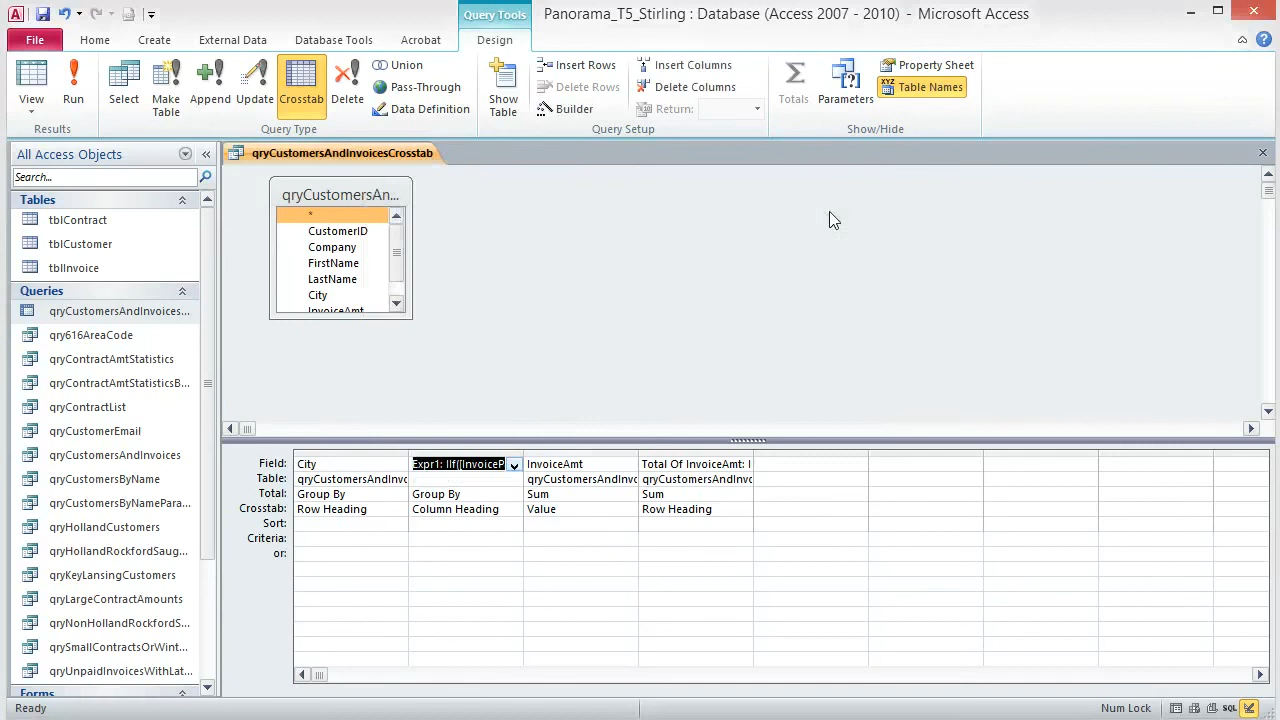 Query Tools
Panorama_T5_Stirling : Database (Access 2007 - 2010) - Microsoft Access
File Home Create External Data Database Tools Acrobat Design
View
Run
Results
Select
Make Table
Append
Update
Crosstab
Delete
Union
Pass-Through
Data Definition
Query Type
Show Table
Insert Rows
Delete Rows
Builder
Insert Columns
Delete Columns
Return:
Query Setup
Totals
Parameters
Property Sheet
XYZ Table Names
Show/Hide
All Access Objects
Search...
Tables
tblContract
tblCustomer
tblInvoice
Queries
qryCustomersAndInvoices...
qry616AreaCode
qryContractAmtStatistics
qryContractAmtStatisticsB...
qryContractList
qryCustomerEmail
qryCustomersAndInvoices
qryCustomersByName
qryCustomersByNamePara...
qryHollandCustomers
qryHollandRockfordSaug...
qryKeyLansingCustomers
qryLargeContractAmounts
qryNonHollandRockfordS...
qrySmallContractsOrWint...
qryUnpaidInvoicesWithLat...
Forms
qryCustomersAndInvoicesCrosstab
qryCustomersAn...
*
CustomerID
Company
FirstName
LastName
City
InvoiceAmt
Field: City Expr1: IIf([InvoiceP InvoiceAmt Total Of InvoiceAmt: I
Table: qryCustomersAndInvo qryCustomersAndInvo qryCustomersAndInvo
Total: Group By Group By Sum Sum
Crosstab: Row Heading Column Heading Value Row Heading
Sort:
Criteria:
or:
Ready
Num Lock
SQL